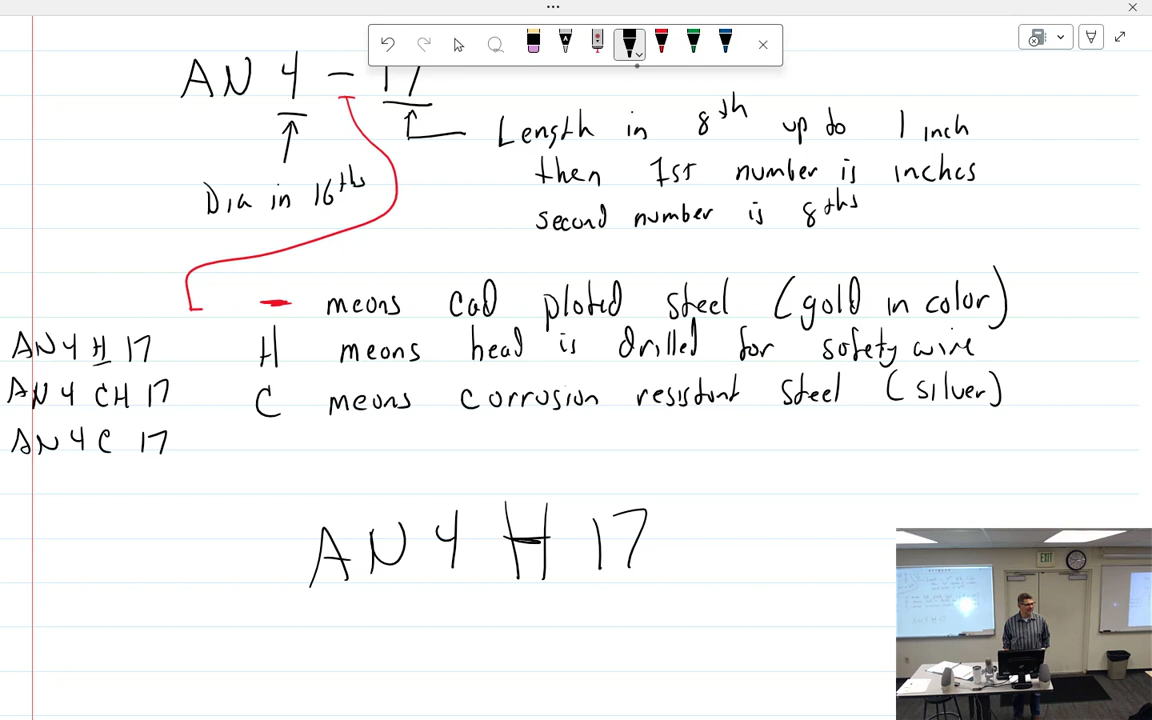 AN 4 - 17
Length in 8th up to 1 inch
then 1st number is inches
Dia in 16ths
second number is 8ths
- means cad plated steel (gold in color)
AN4 H 17
H means head is drilled for safety wire
AN 4 CH 17
C means corrosion resistant steel (silver)
AN 4 C 17
AN 4 H 17
EXIT